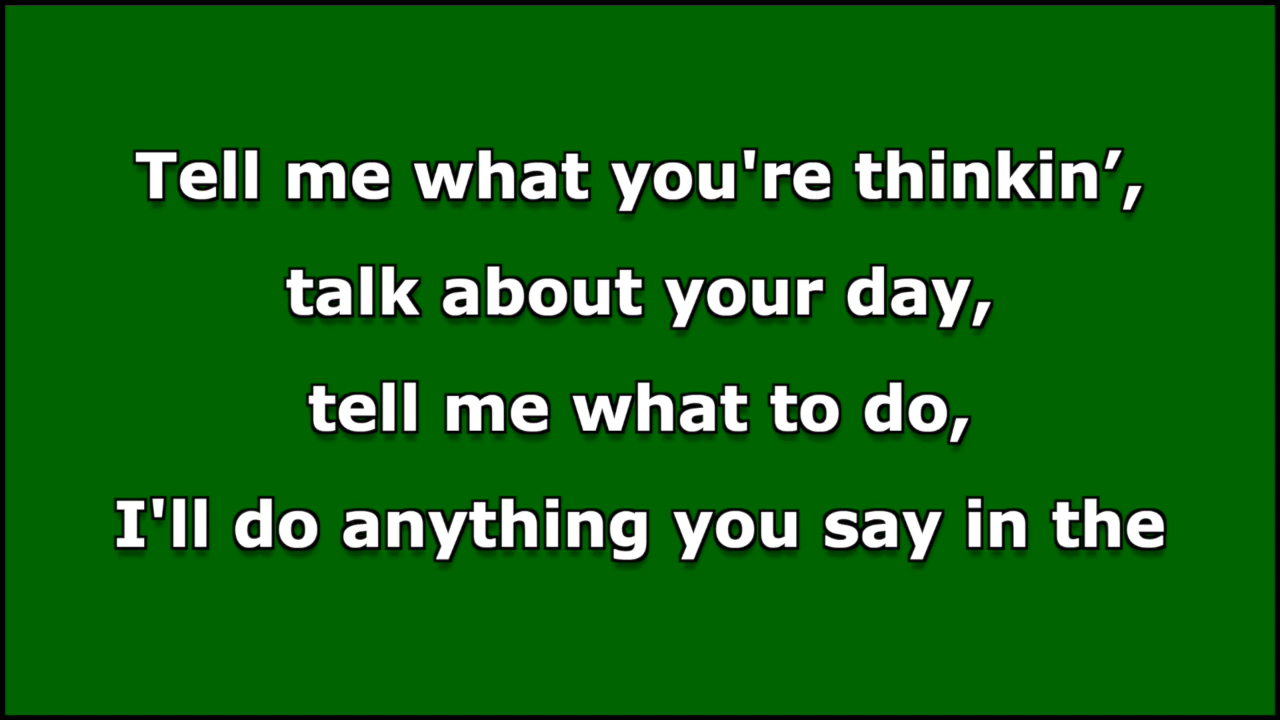 Tell me what you're thinkin’,
talk about your day,
tell me what to do,
I'll do anything you say in the